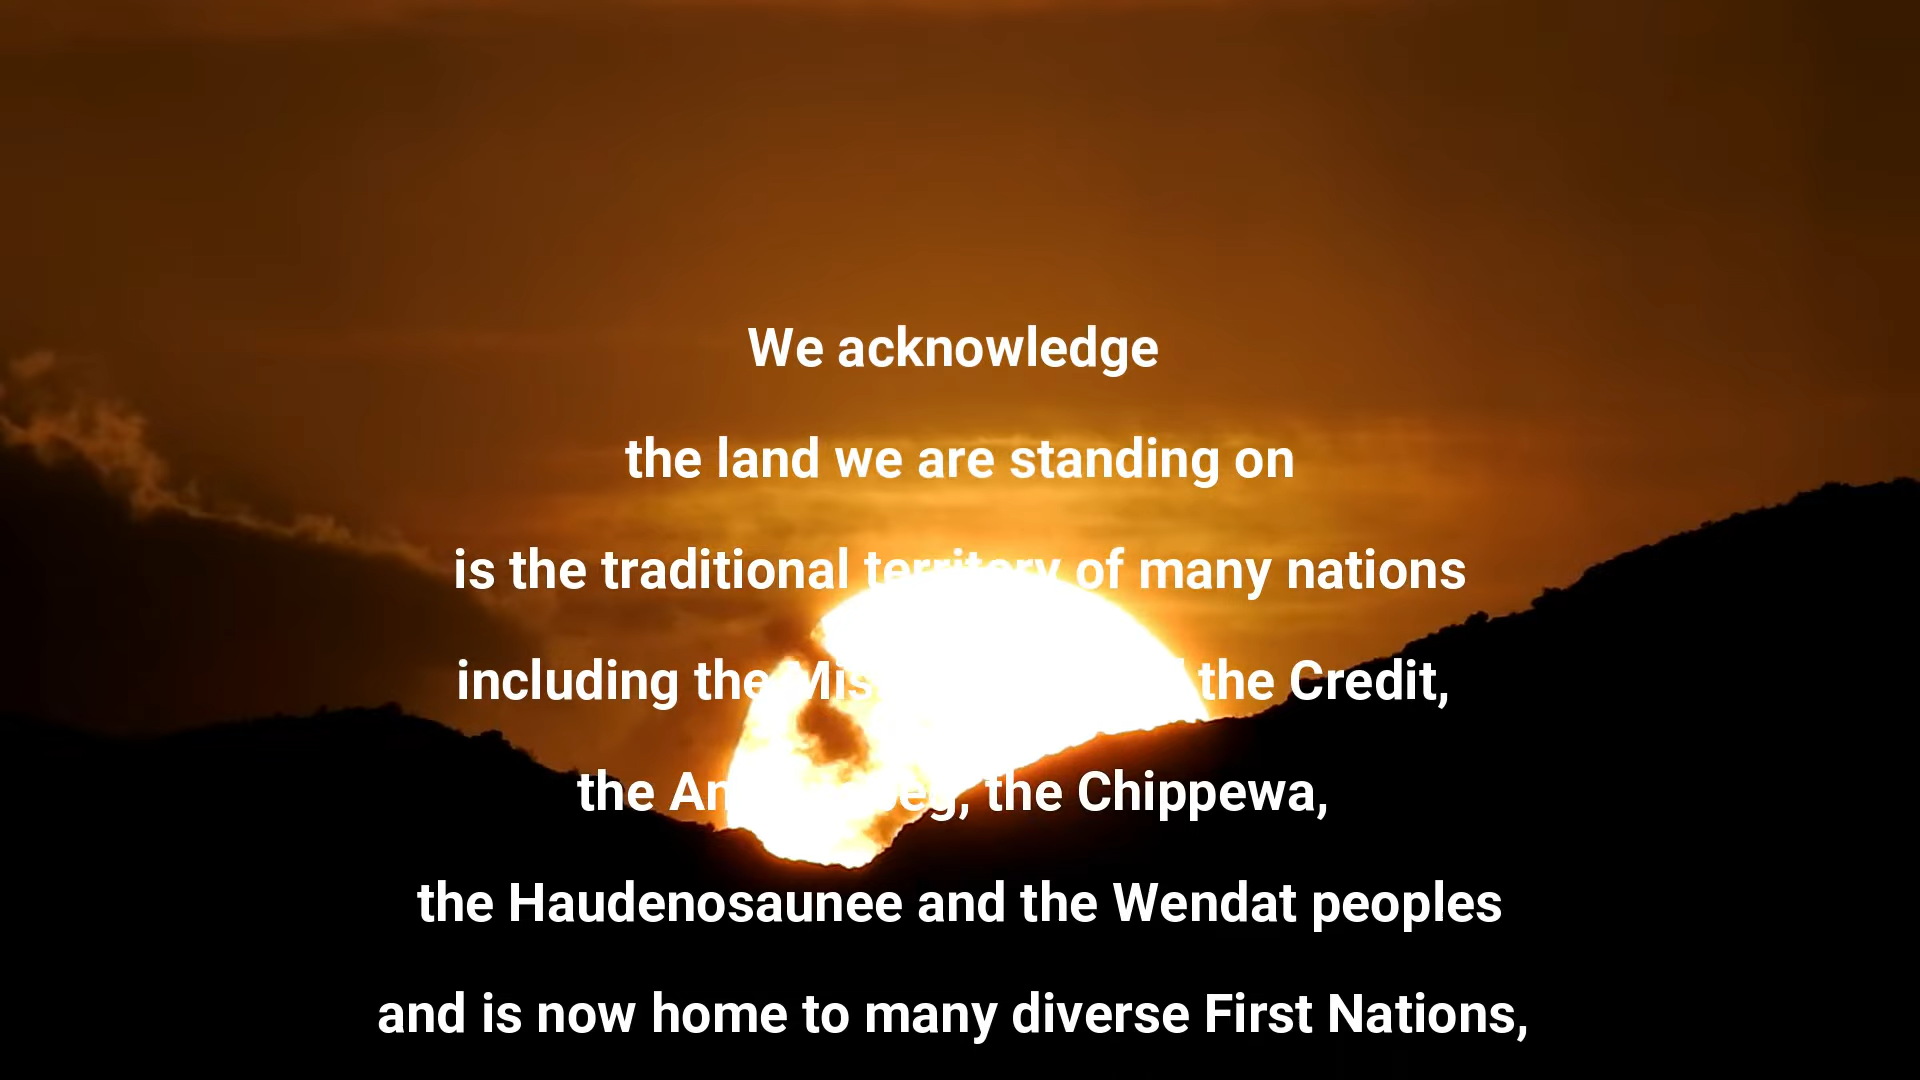 We acknowledge
the land we are standing on
is the traditional territory of many nations
including the the Credit,
the the Chippewa,
the Haudenosaunee and the Wendat peoples
and is now home to many diverse First Nations,